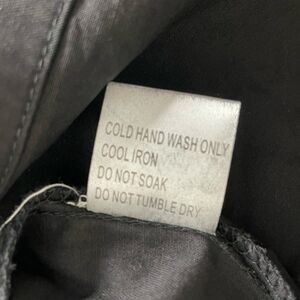 COLD HAND WASH ONLY
COOL IRON
DO NOT SOAK
DO NOT TUMBLE DRY